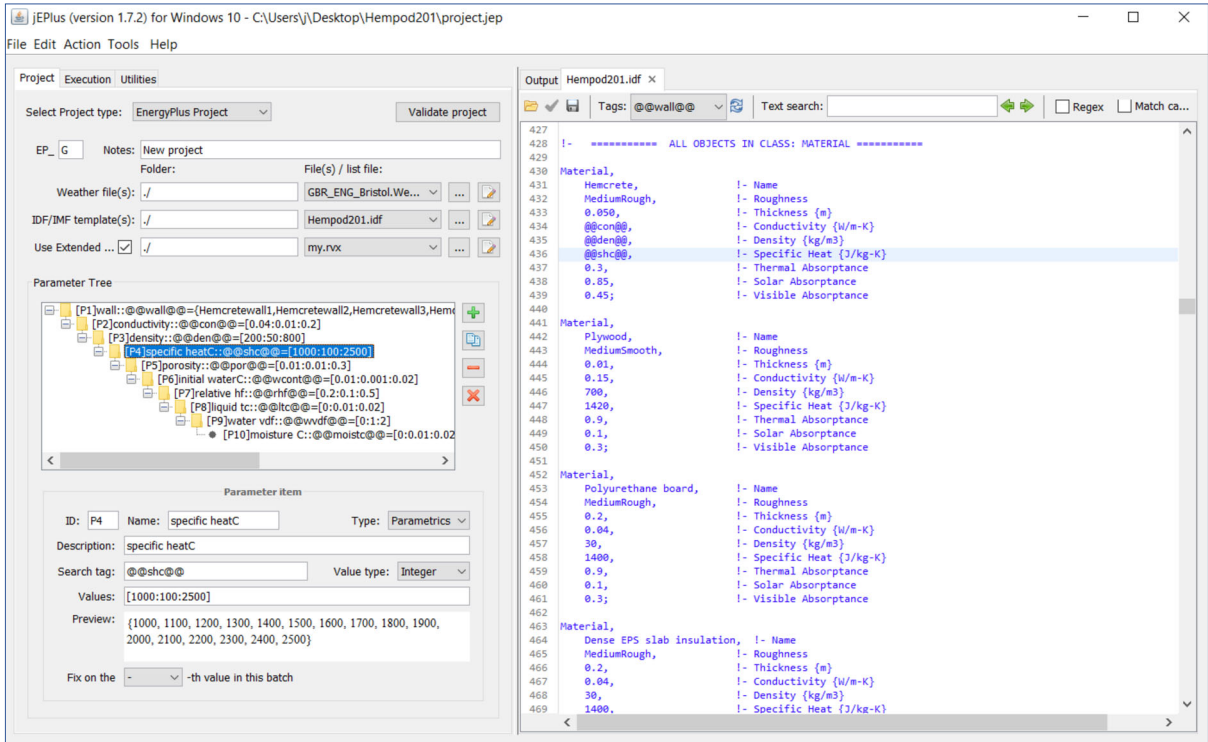 jEPlus (version 1.7.2) for Windows 10 - C:\Users\j\Desktop\Hempod201\project.jep
File Edit Action Tools Help
Project Execution Utilities
Select Project type: EnergyPlus Project Validate project
EP_ G Notes: New project
Folder: File(s) / list file:
Weather file(s): ./ GBR_ENG_Bristol.We... ...
IDF/IMF template(s): ./ Hempod201.idf ...
Use Extended ... ./ my.rvx ...
Parameter Tree
[P1]wall::@@wall@@={Hemcretewall1,Hemcretewall2,Hemcretewall3,Hemc
[P2]conductivity::@@con@@=[0.04:0.01:0.2]
[P3]density::@@den@@=[200:50:800]
[P4]specific heatC::@@shc@@=[1000:100:2500]
[P5]porosity::@@por@@=[0.01:0.01:0.3]
[P6]initial waterC::@@wcont@@=[0.01:0.001:0.02]
[P7]relative hf::@@rhf@@=[0.2:0.1:0.5]
[P8]liquid tc::@@ltc@@=[0:0.01:0.02]
[P9]water vdf::@@wvdf@@=[0:1:2]
[P10]moisture C::@@moistc@@=[0:0.01:0.02
Parameter item
ID: P4 Name: specific heatC Type: Parametrics
Description: specific heatC
Search tag: @@shc@@ Value type: Integer
Values: [1000:100:2500]
Preview: {1000, 1100, 1200, 1300, 1400, 1500, 1600, 1700, 1800, 1900,
2000, 2100, 2200, 2300, 2400, 2500}
Fix on the - -th value in this batch
Output Hempod201.idf ×
Tags: @@wall@@ Text search: Regex Match ca...
427
428 !- =========== ALL OBJECTS IN CLASS: MATERIAL ===========
429
430 Material,
431 Hemcrete, !- Name
432 MediumRough, !- Roughness
433 0.050, !- Thickness {m}
434 @@con@@, !- Conductivity {W/m-K}
435 @@den@@, !- Density {kg/m3}
436 @@shc@@, !- Specific Heat {J/kg-K}
437 0.3, !- Thermal Absorptance
438 0.85, !- Solar Absorptance
439 0.45; !- Visible Absorptance
440
441 Material,
442 Plywood, !- Name
443 MediumSmooth, !- Roughness
444 0.01, !- Thickness {m}
445 0.15, !- Conductivity {W/m-K}
446 700, !- Density {kg/m3}
447 1420, !- Specific Heat {J/kg-K}
448 0.9, !- Thermal Absorptance
449 0.1, !- Solar Absorptance
450 0.3; !- Visible Absorptance
451
452 Material,
453 Polyurethane board, !- Name
454 MediumRough, !- Roughness
455 0.2, !- Thickness {m}
456 0.04, !- Conductivity {W/m-K}
457 30, !- Density {kg/m3}
458 1400, !- Specific Heat {J/kg-K}
459 0.9, !- Thermal Absorptance
460 0.1, !- Solar Absorptance
461 0.3; !- Visible Absorptance
462
463 Material,
464 Dense EPS slab insulation, !- Name
465 MediumRough, !- Roughness
466 0.2, !- Thickness {m}
467 0.04, !- Conductivity {W/m-K}
468 30, !- Density {kg/m3}
469 1400, !- Specific Heat {J/kg-K}